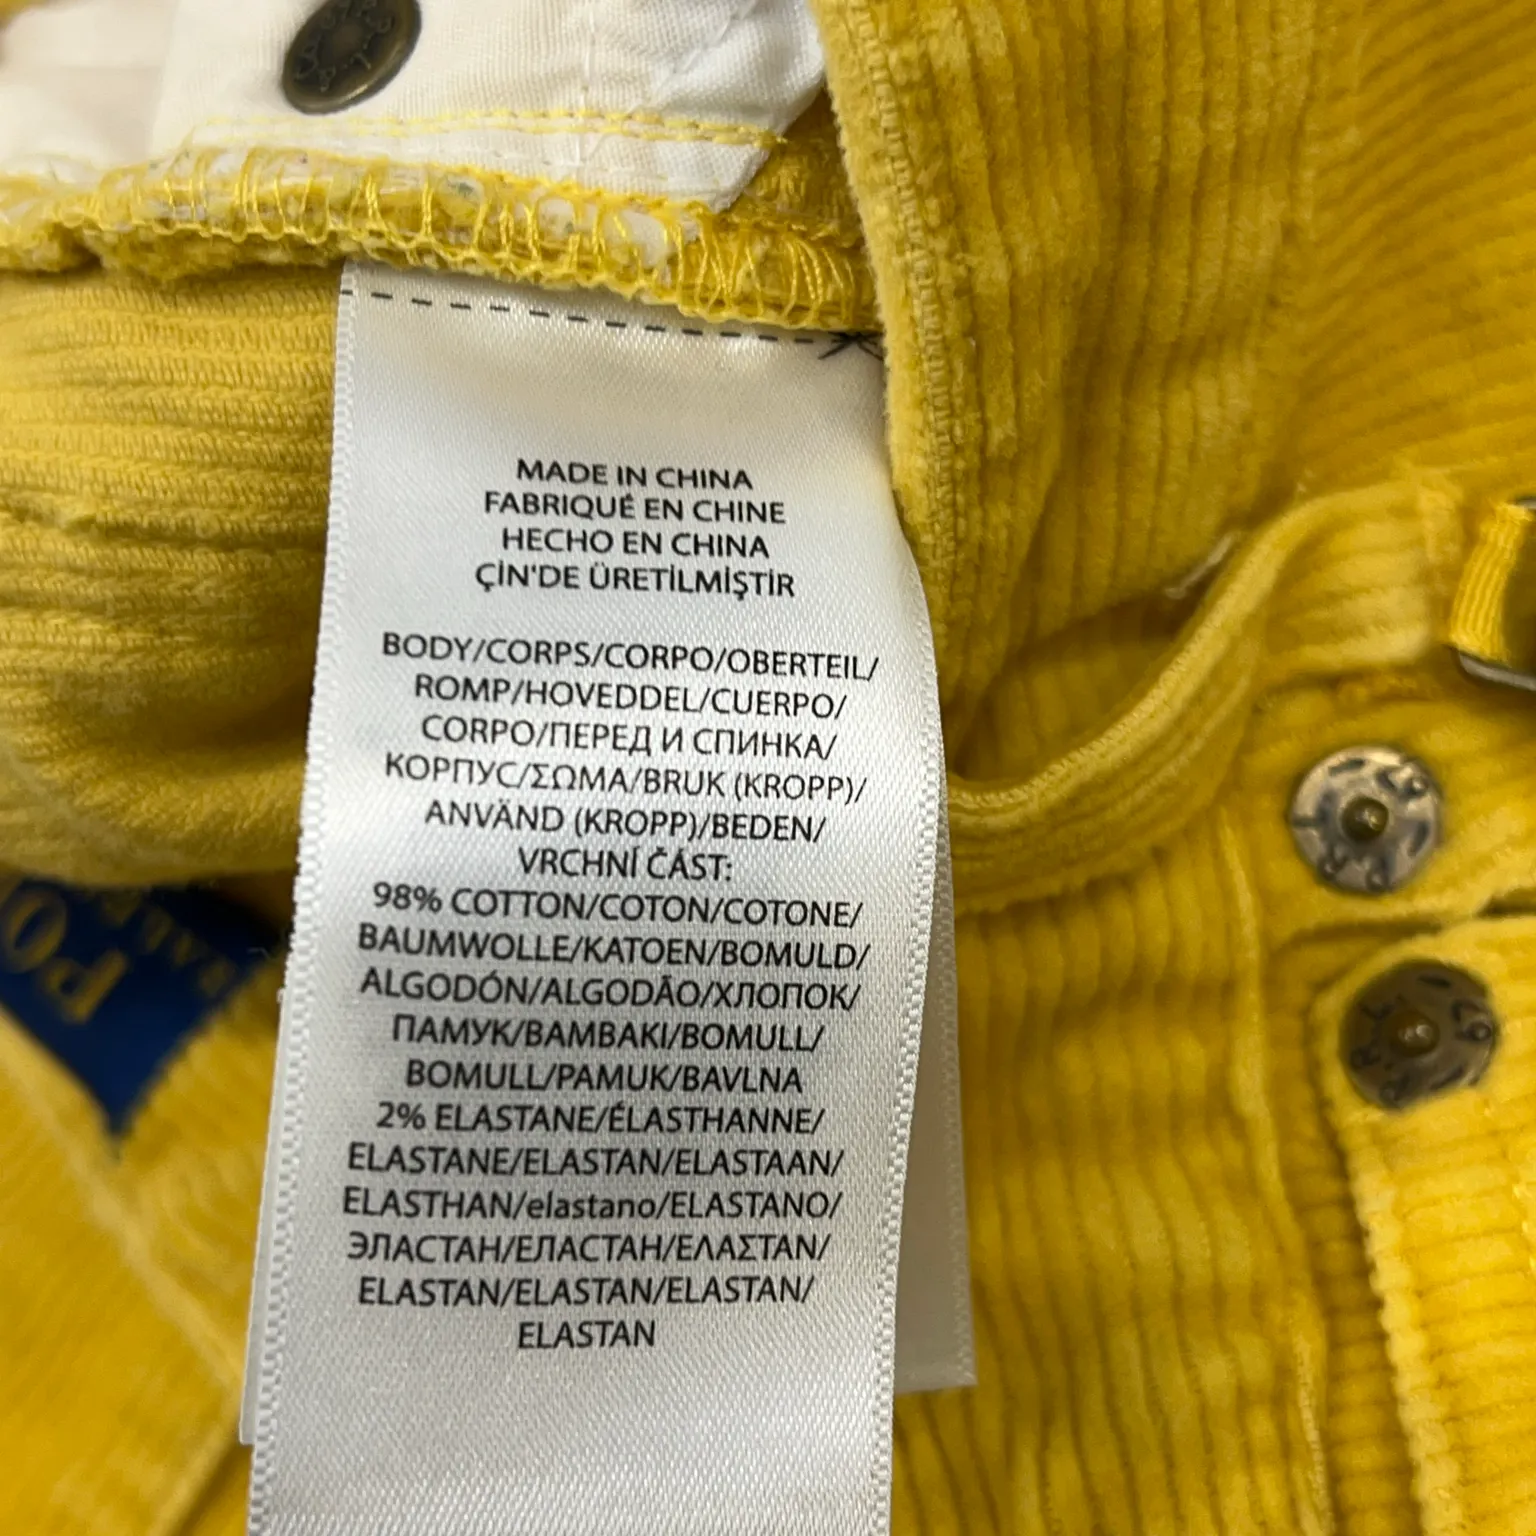 MADE IN CHINA
FABRIQUÉ EN CHINE
HECHO EN CHINA
ÇİN'DE ÜRETİLMİŞTİR
BODY/CORPS/CORPO/OBERTEIL/
ROMP/HOVEDDEL/CUERPO/
CORPO/ПЕРЕД И СПИНКА/
КОРПУС/ΣΩΜΑ/BRUK (KROPP)/
ANVÄND (KROPP)/BEDEN/
VRCHNÍ ČÁST:
98% COTTON/COTON/COTONE/
BAUMWOLLE/KATOEN/BOMULD/
ALGODÓN/ALGODÃO/ХЛОПОК/
ПАМУК/ΒΑΜΒΑΚΙ/BOMULL/
BOMULL/PAMUK/BAVLNA
2% ELASTANE/ÉLASTHANNE/
ELASTANE/ELASTAN/ELASTAAN/
ELASTHAN/elastano/ELASTANO/
ЭЛАСТАН/ЕЛАСТАН/ΕΛΑΣΤΑΝ/
ELASTAN/ELASTAN/ELASTAN/
ELASTAN
PO